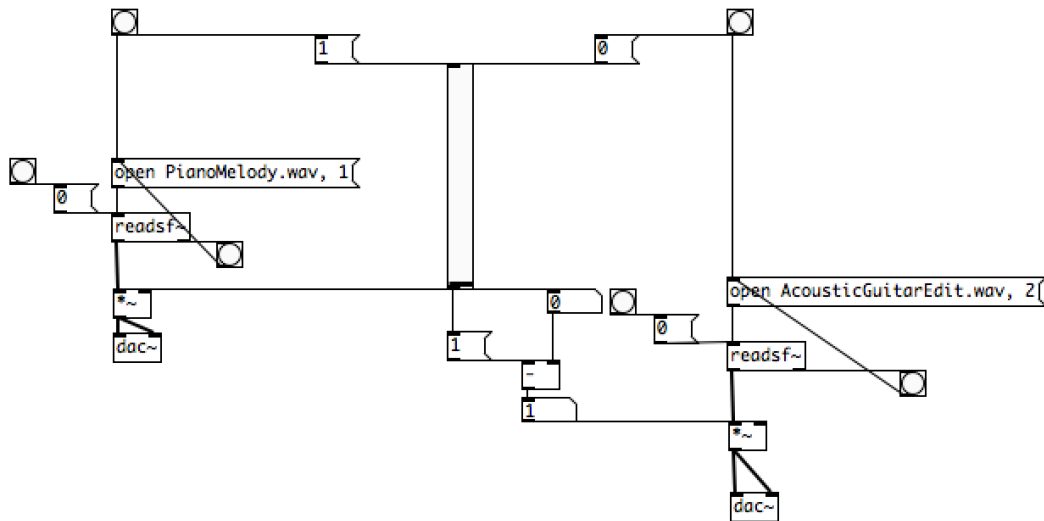 1
0
open PianoMelody.wav, 1
0
readsf~
*~
0
open AcousticGuitarEdit.wav, 2
dac~
1
0
readsf~
-
1
*~
dac~